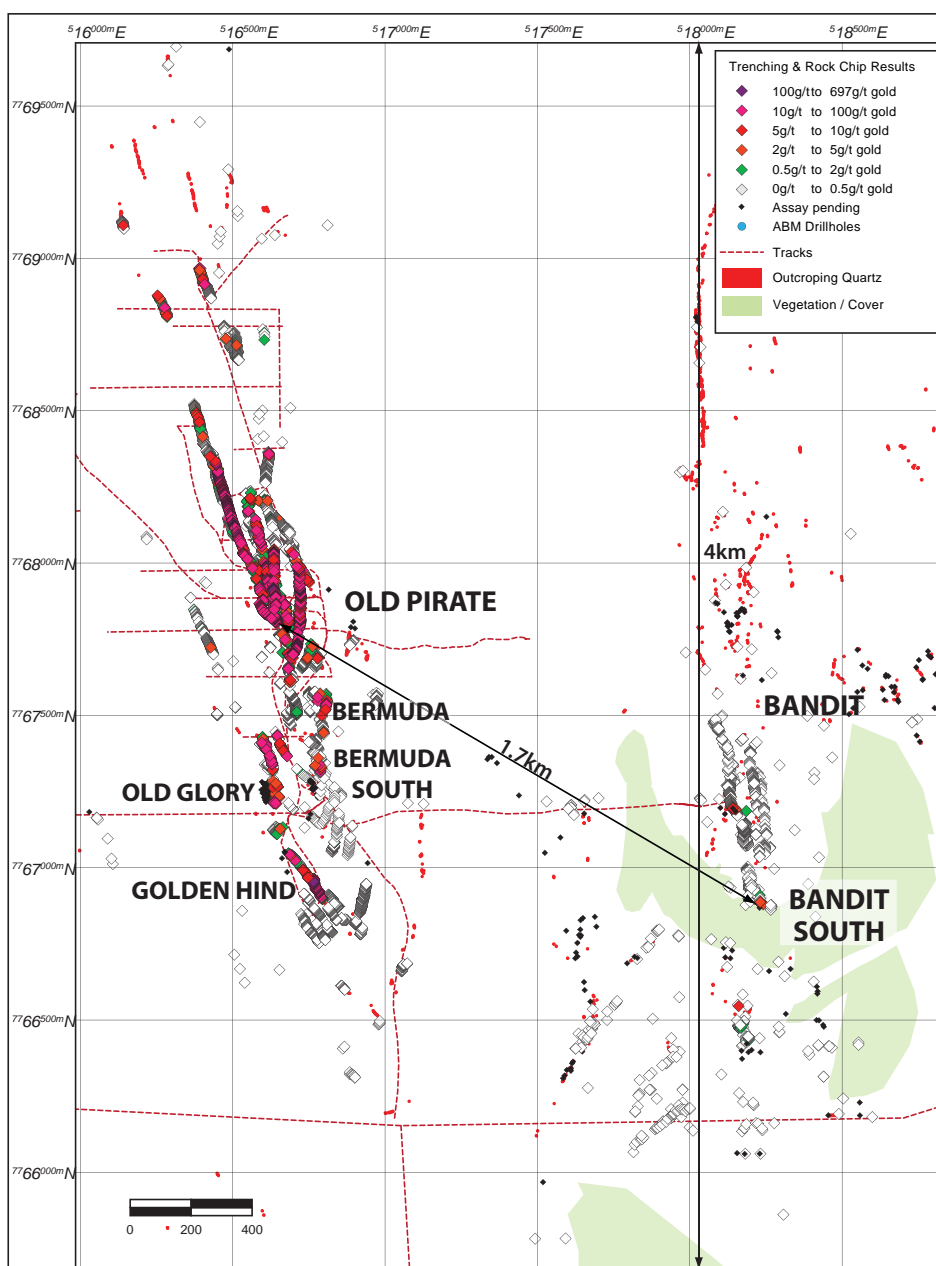 516000mE 516500mE 517000mE 517500mE 518000mE 518500mE
Trenching & Rock Chip Results
100g/t to 697g/t gold
10g/t to 100g/t gold
5g/t to 10g/t gold
2g/t to 5g/t gold
0.5g/t to 2g/t gold
0g/t to 0.5g/t gold
Assay pending
ABM Drillholes
Tracks
Outcroping Quartz
Vegetation / Cover
7769500mN
7769000mN
7768500mN
7768000mN
4km
OLD PIRATE
7767500mN
BERMUDA
BANDIT
1.7km
BERMUDA
SOUTH
OLD GLORY
7767000mN
GOLDEN HIND
BANDIT
SOUTH
7766500mN
7766000mN
0 200 400